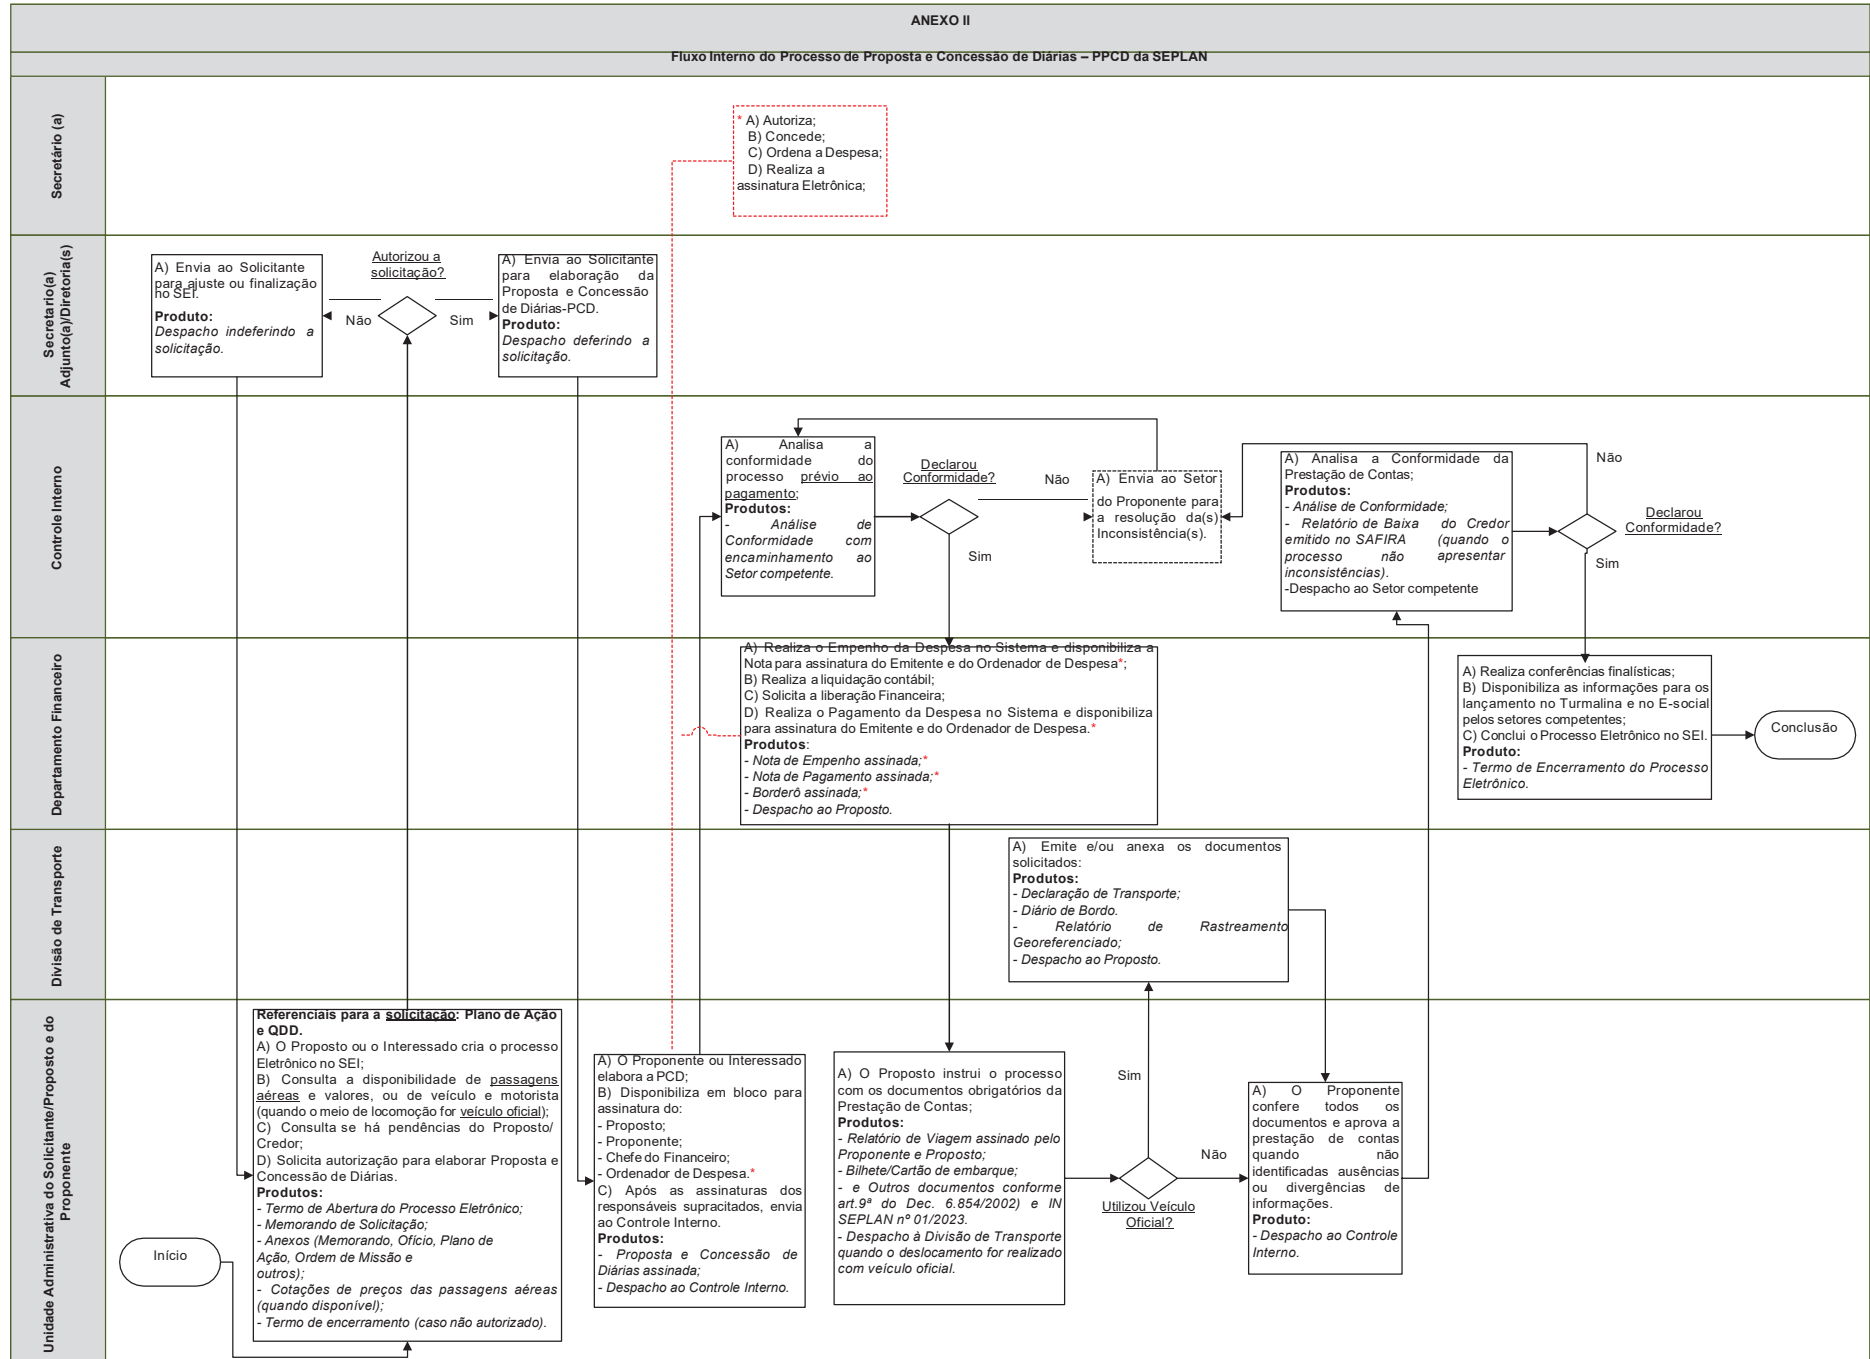 ANEXO II
Fluxo Interno do Processo de Proposta e Concessão de Diárias – PPCD da SEPLAN
Secretário (a)
* A) Autoriza;
B) Concede;
C) Ordena a Despesa;
D) Realiza a
assinatura Eletrônica;
Secretario(a)
Adjunto(a)/Diretoria(s)
A) Envia ao Solicitante
para ajuste ou finalização
no SEI.
Produto:
Despacho indeferindo a
solicitação.
Autorizou a
solicitação?
Não
Sim
A) Envia ao Solicitante
para elaboração da
Proposta e Concessão
de Diárias-PCD.
Produto:
Despacho deferindo a
solicitação.
Controle Interno
A) Analisa a
conformidade do
processo prévio ao
pagamento;
Produtos:
- Análise de
Conformidade com
encaminhamento ao
Setor competente.
Declarou
Conformidade?
Não
Sim
A) Envia ao Setor
do Proponente para
a resolução da(s)
Inconsistência(s).
A) Analisa a Conformidade da
Prestação de Contas;
Produtos:
- Análise de Conformidade;
- Relatório de Baixa do Credor
emitido no SAFIRA (quando o
processo não apresentar
inconsistências).
-Despacho ao Setor competente
Não
Declarou
Conformidade?
Sim
Departamento Financeiro
A) Realiza o Empenho da Despesa no Sistema e disponibiliza a
Nota para assinatura do Emitente e do Ordenador de Despesa*;
B) Realiza a liquidação contábil;
C) Solicita a liberação Financeira;
D) Realiza o Pagamento da Despesa no Sistema e disponibiliza
para assinatura do Emitente e do Ordenador de Despesa.*
Produtos:
- Nota de Empenho assinada;*
- Nota de Pagamento assinada;*
- Borderô assinada;*
- Despacho ao Proposto.
A) Realiza conferências finalísticas;
B) Disponibiliza as informações para os
lançamento no Turmalina e no E-social
pelos setores competentes;
C) Conclui o Processo Eletrônico no SEI.
Produto:
- Termo de Encerramento do Processo
Eletrônico.
Conclusão
Divisão de Transporte
A) Emite e/ou anexa os documentos
solicitados:
Produtos:
- Declaração de Transporte;
- Diário de Bordo.
- Relatório de Rastreamento
Georeferenciado;
- Despacho ao Proposto.
Unidade Administrativa do Solicitante/Proposto e do
Proponente
Início
Referenciais para a solicitação: Plano de Ação
e QDD.
A) O Proposto ou o Interessado cria o processo
Eletrônico no SEI;
B) Consulta a disponibilidade de passagens
aéreas e valores, ou de veículo e motorista
(quando o meio de locomoção for veículo oficial);
C) Consulta se há pendências do Proposto/
Credor;
D) Solicita autorização para elaborar Proposta e
Concessão de Diárias.
Produtos:
- Termo de Abertura do Processo Eletrônico;
- Memorando de Solicitação;
- Anexos (Memorando, Ofício, Plano de
Ação, Ordem de Missão e
outros);
- Cotações de preços das passagens aéreas
(quando disponível);
- Termo de encerramento (caso não autorizado).
A) O Proponente ou Interessado
elabora a PCD;
B) Disponibiliza em bloco para
assinatura do:
- Proposto;
- Proponente;
- Chefe do Financeiro;
- Ordenador de Despesa.*
C) Após as assinaturas dos
responsáveis supracitados, envia
ao Controle Interno.
Produtos:
- Proposta e Concessão de
Diárias assinada;
- Despacho ao Controle Interno.
A) O Proposto instrui o processo
com os documentos obrigatórios da
Prestação de Contas;
Produtos:
- Relatório de Viagem assinado pelo
Proponente e Proposto;
- Bilhete/Cartão de embarque;
- e Outros documentos conforme
art.9ª do Dec. 6.854/2002) e IN
SEPLAN nº 01/2023.
- Despacho à Divisão de Transporte
quando o deslocamento for realizado
com veículo oficial.
Sim
Não
Utilizou Veículo
Oficial?
A) O Proponente
confere todos os
documentos e aprova a
prestação de contas
quando não
identificadas ausências
ou divergências de
informações.
Produto:
- Despacho ao Controle
Interno.